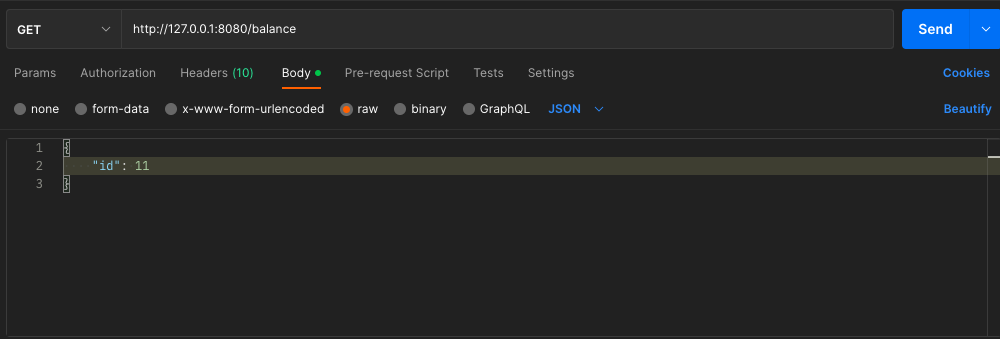 GET http://127.0.0.1:8080/balance Send
Params Authorization Headers (10) Body Pre-request Script Tests Settings Cookies
none form-data x-www-form-urlencoded raw binary GraphQL JSON Beautify
1 {
2 "id": 11
3 }